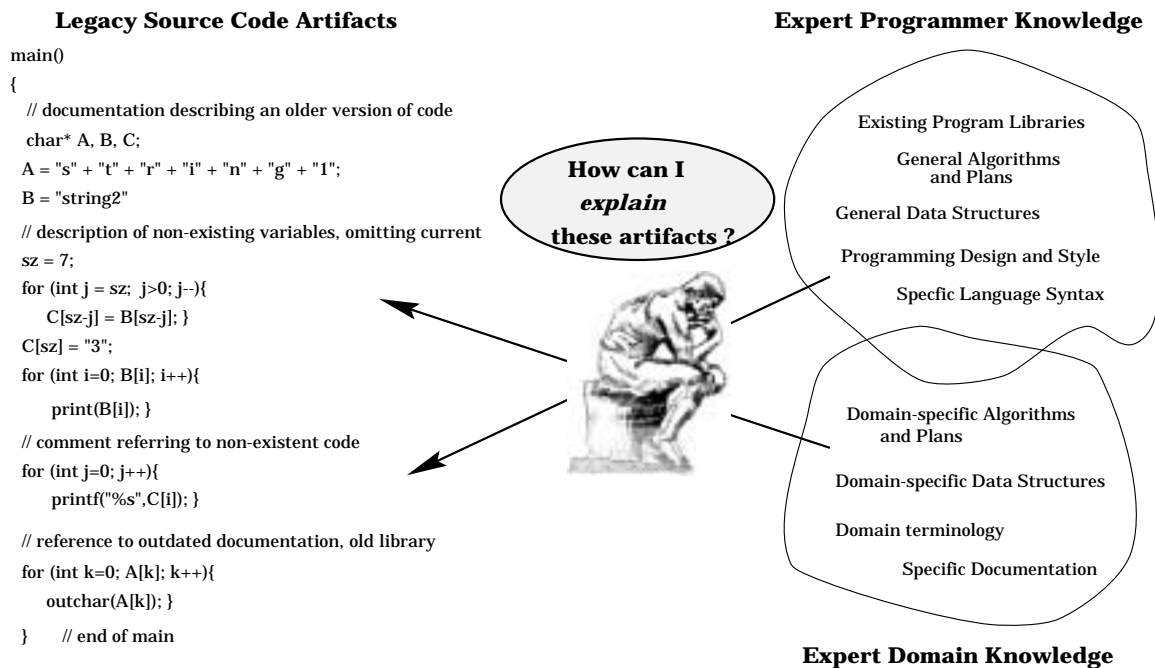 Legacy Source Code Artifacts
main()
{
// documentation describing an older version of code
char* A, B, C;
A = "s" + "t" + "r" + "i" + "n" + "g" + "1";
B = "string2"
// description of non-existing variables, omitting current
sz = 7;
for (int j = sz; j>0; j--){
C[sz-j] = B[sz-j]; }
C[sz] = "3";
for (int i=0; B[i]; i++){
print(B[i]); }
// comment referring to non-existent code
for (int j=0; j++){
printf("%s",C[i]); }
// reference to outdated documentation, old library
for (int k=0; A[k]; k++){
outchar(A[k]); }
} // end of main
How can I
explain
these artifacts ?
Expert Programmer Knowledge
Existing Program Libraries
General Algorithms
and Plans
General Data Structures
Programming Design and Style
Specfic Language Syntax
Domain-specific Algorithms
and Plans
Domain-specific Data Structures
Domain terminology
Specific Documentation
Expert Domain Knowledge